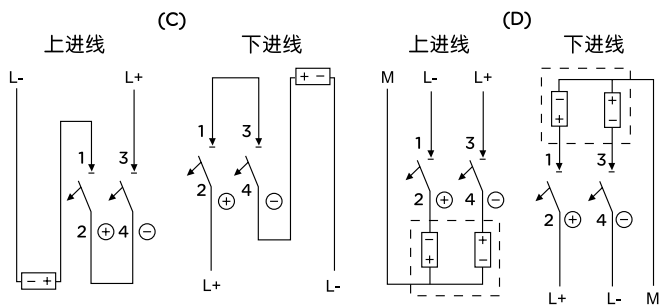 (C) (D)
上进线 下进线 上进线 下进线
L- L+ M L- L+
+ - - + - +
1 3 1 3 1 3 1 3
2 + 4 - 2 + 4 -
2 + 4 - 2 + 4 -
- + - + + -
L+ L- L+ L- M